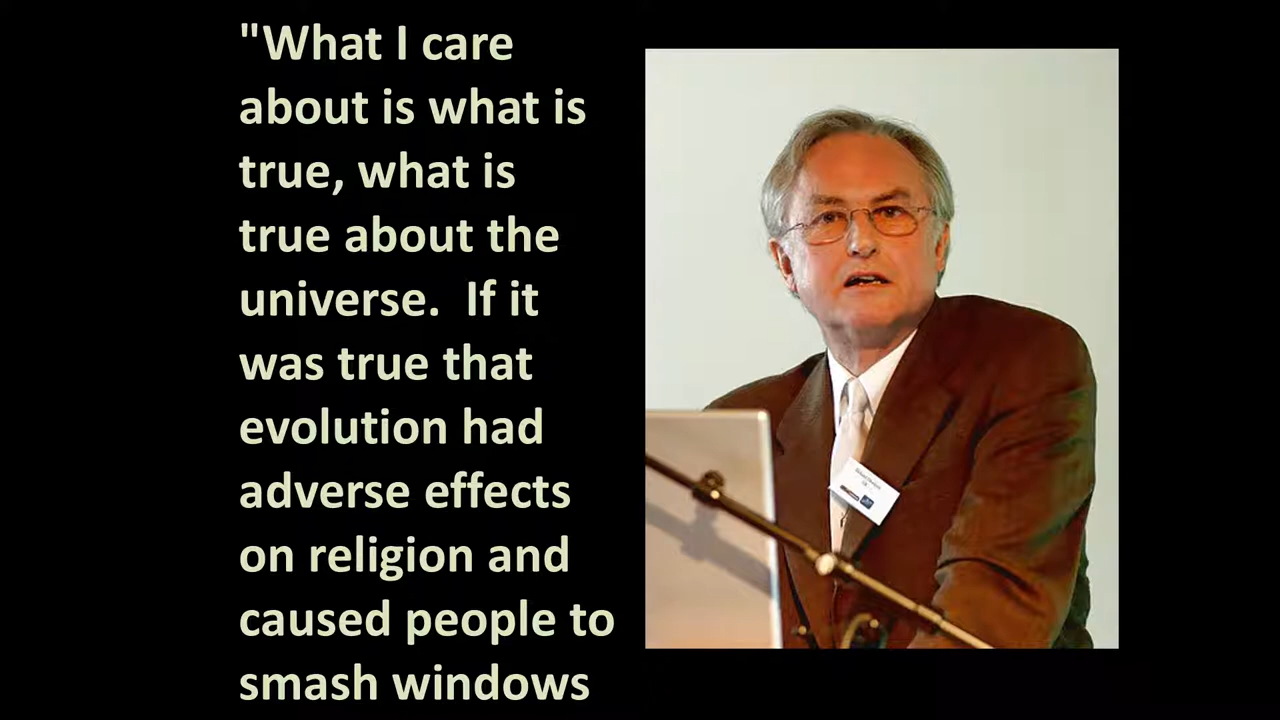 "What I care
about is what is
true, what is
true about the
universe.  If it
was true that
evolution had
adverse effects
on religion and
caused people to
smash windows